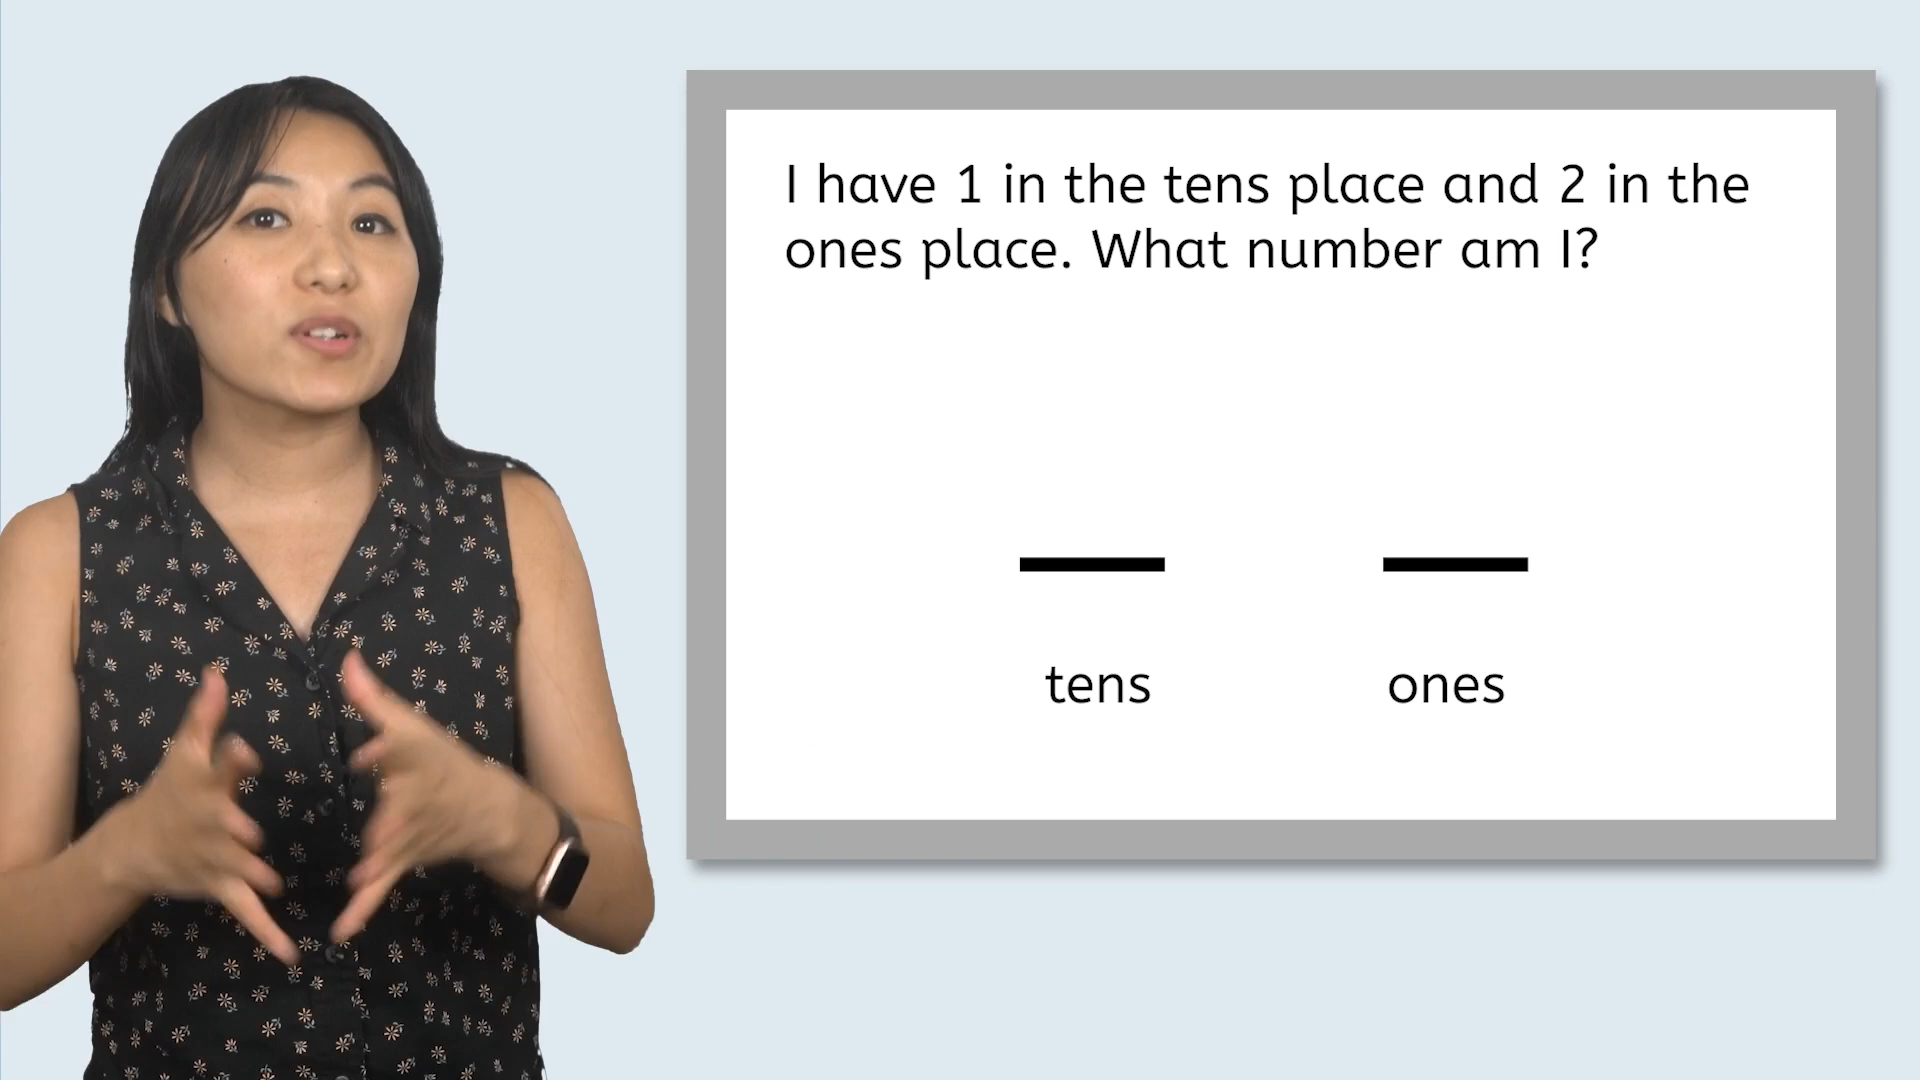 I have 1 in the tens place and 2 in the
ones place. What number am I?
tens ones